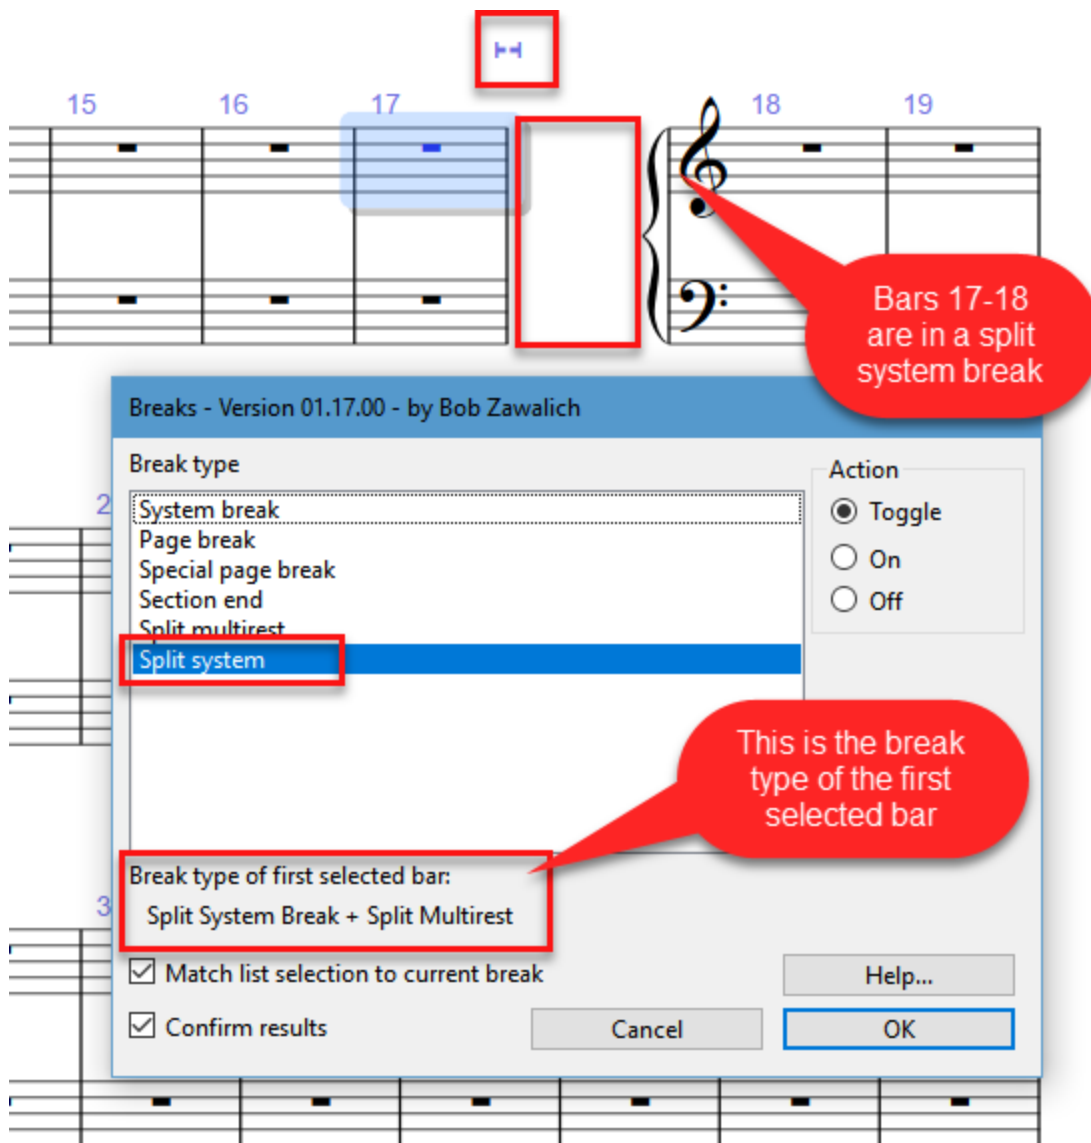 15 16 17 18 19
Bars 17-18
are in a split
system break
Breaks - Version 01.17.00 - by Bob Zawalich
Break type
Action
2
System break
Toggle
Page break
Special page break
On
Section end
Off
Split multirest
Split system
This is the break
type of the first
selected bar
Break type of first selected bar:
3
Split System Break + Split Multirest
Match list selection to current break
Help...
Confirm results
Cancel
OK